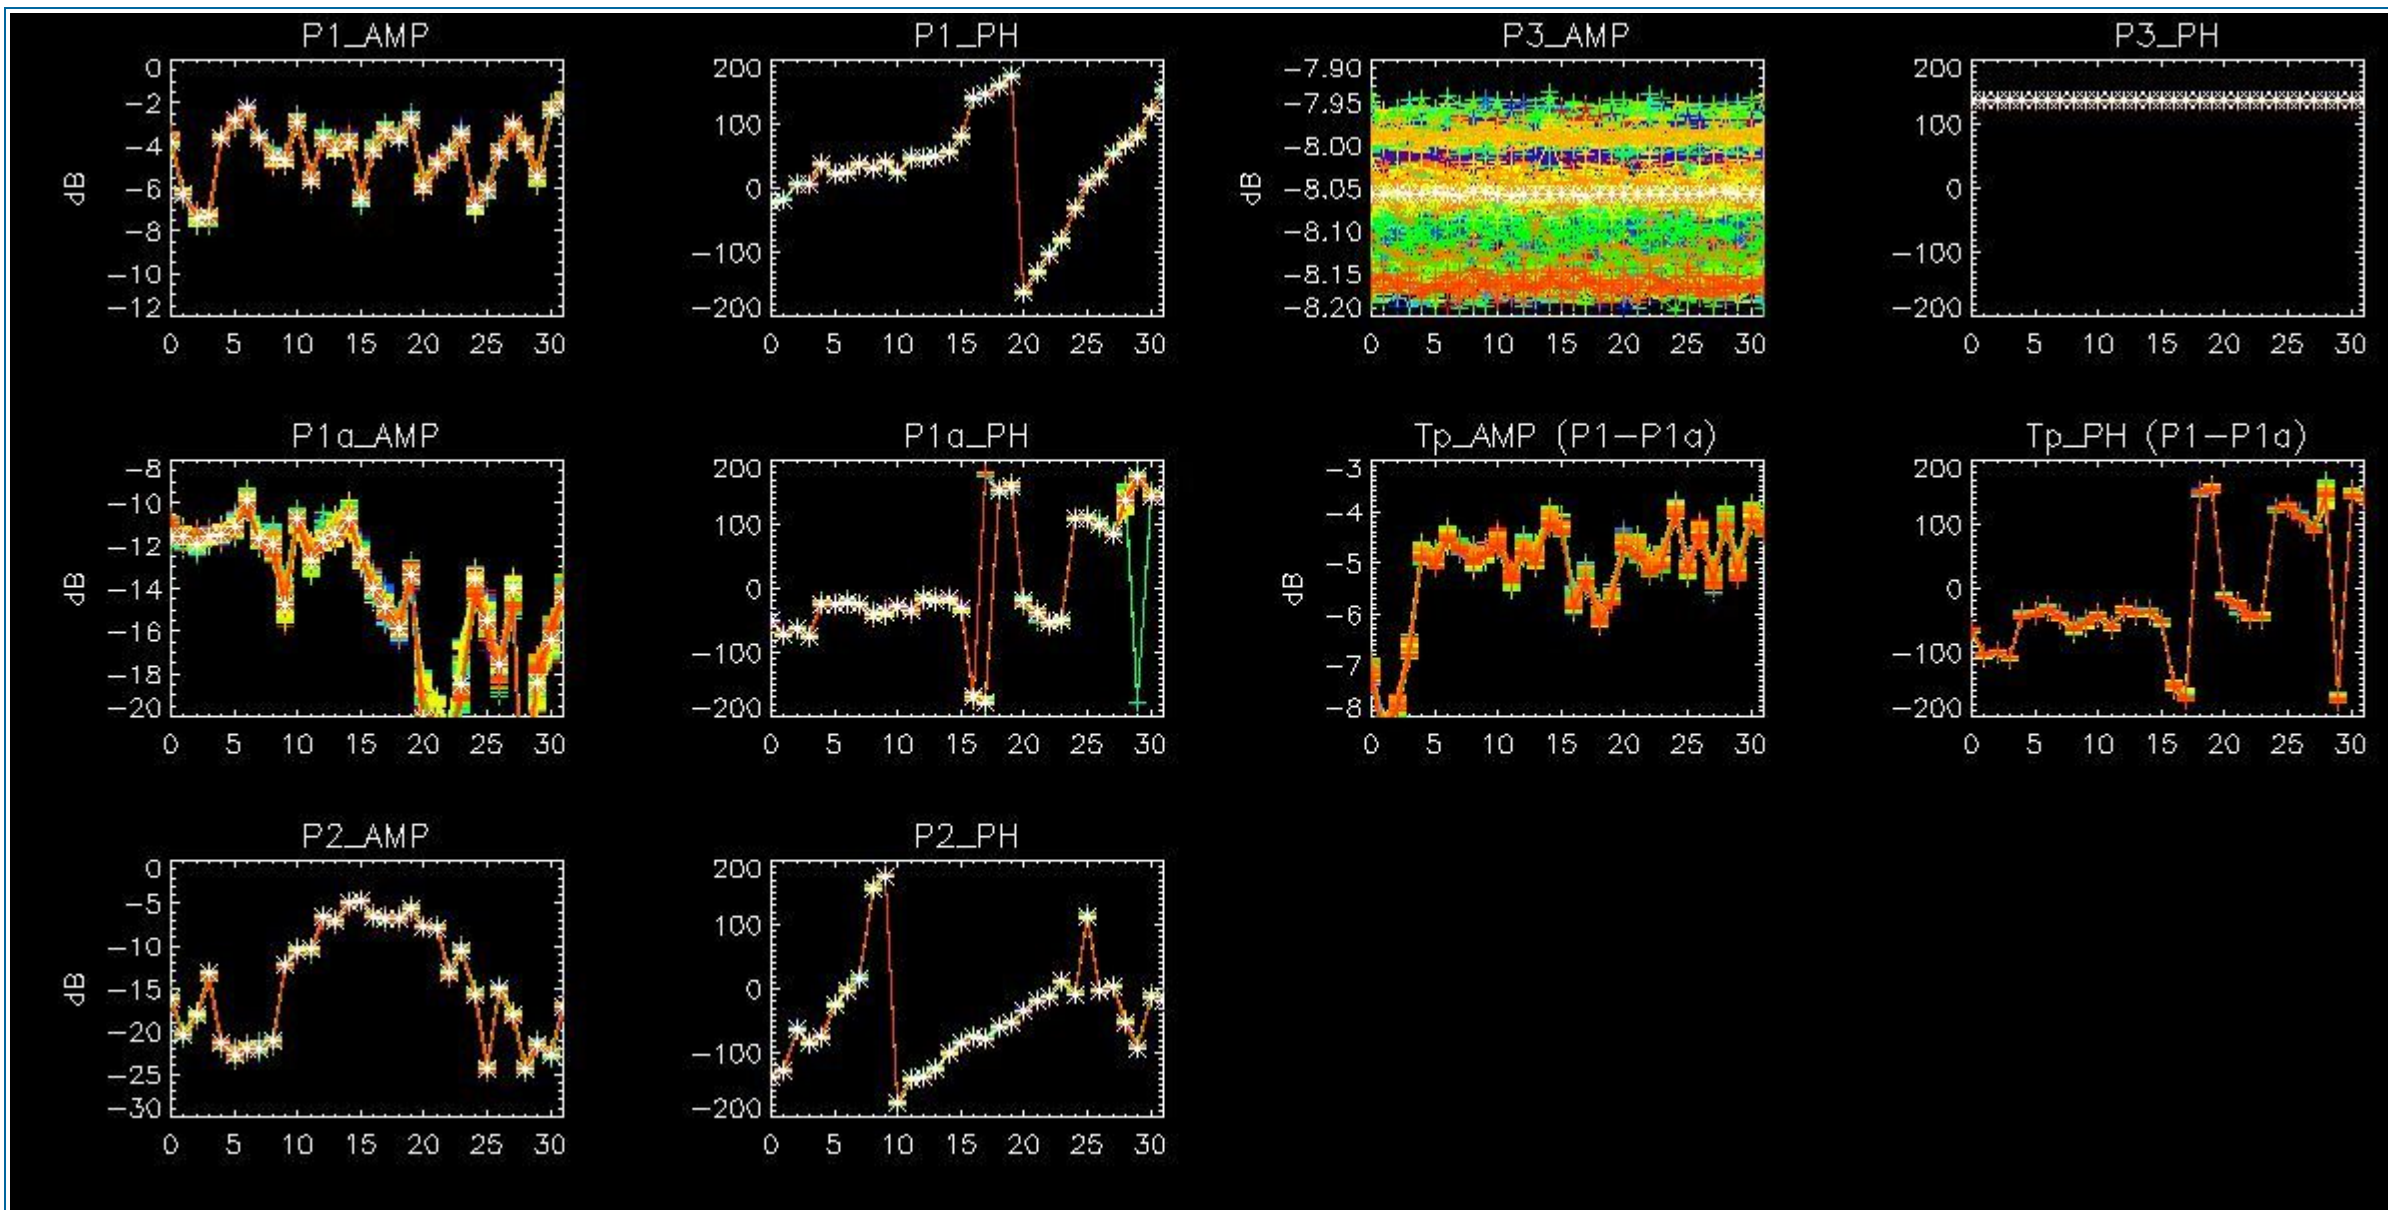 P1_AMP
0
−2
−4
−6
−8
−10
−12
dB
0 5 10 15 20 25 30
P1_PH
200
100
0
−100
−200
0 5 10 15 20 25 30
P3_AMP
−7.90
−7.95
−8.00
−8.05
−8.10
−8.15
−8.20
dB
0 5 10 15 20 25 30
P3_PH
200
100
0
−100
−200
0 5 10 15 20 25 30
P1a_AMP
−8
−10
−12
−14
−16
−18
−20
dB
0 5 10 15 20 25 30
P1a_PH
200
100
0
−100
−200
0 5 10 15 20 25 30
Tp_AMP (P1−P1a)
−3
−4
−5
−6
−7
−8
dB
0 5 10 15 20 25 30
Tp_PH (P1−P1a)
200
100
0
−100
−200
0 5 10 15 20 25 30
P2_AMP
0
−5
−10
−15
−20
−25
−30
dB
0 5 10 15 20 25 30
P2_PH
200
100
0
−100
−200
0 5 10 15 20 25 30